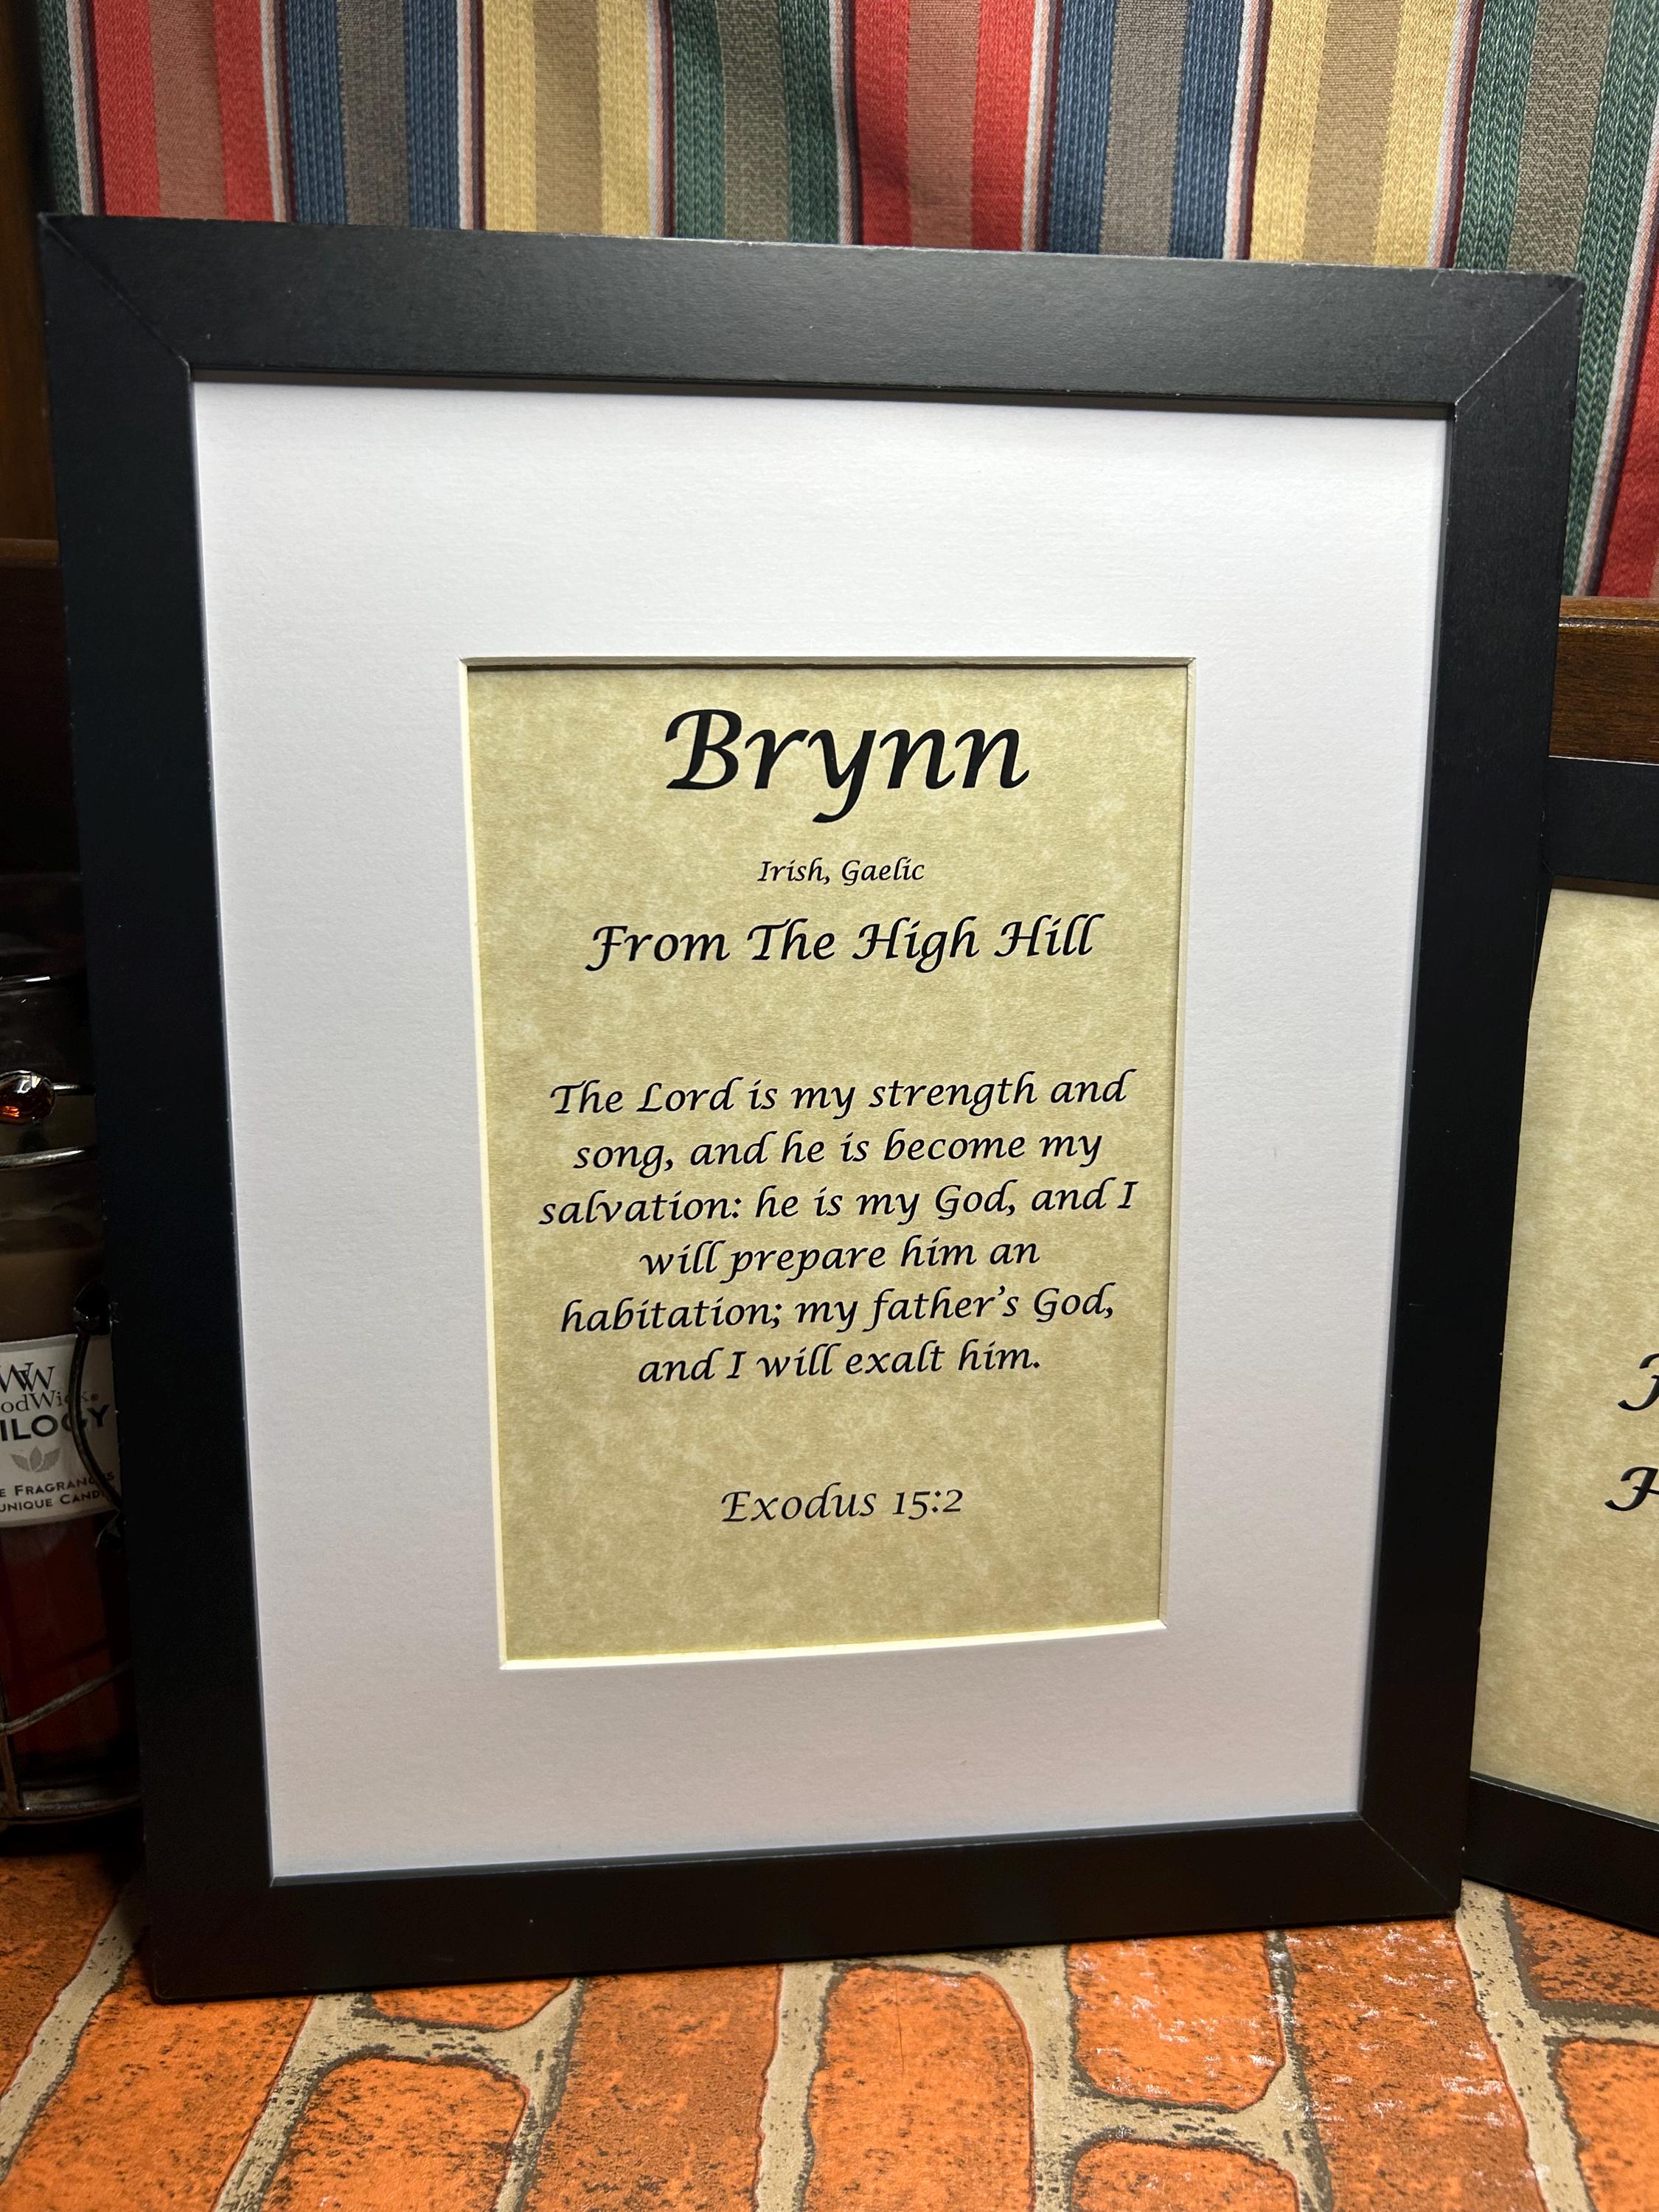 Brynn
Irish, Gaelic
From The High Hill
The Lord is my strength and
song, and he is become my
salvation: he is my God, and I
will prepare him an
habitation; my father's God,
and I will exalt him.
Exodus 15:2
WW